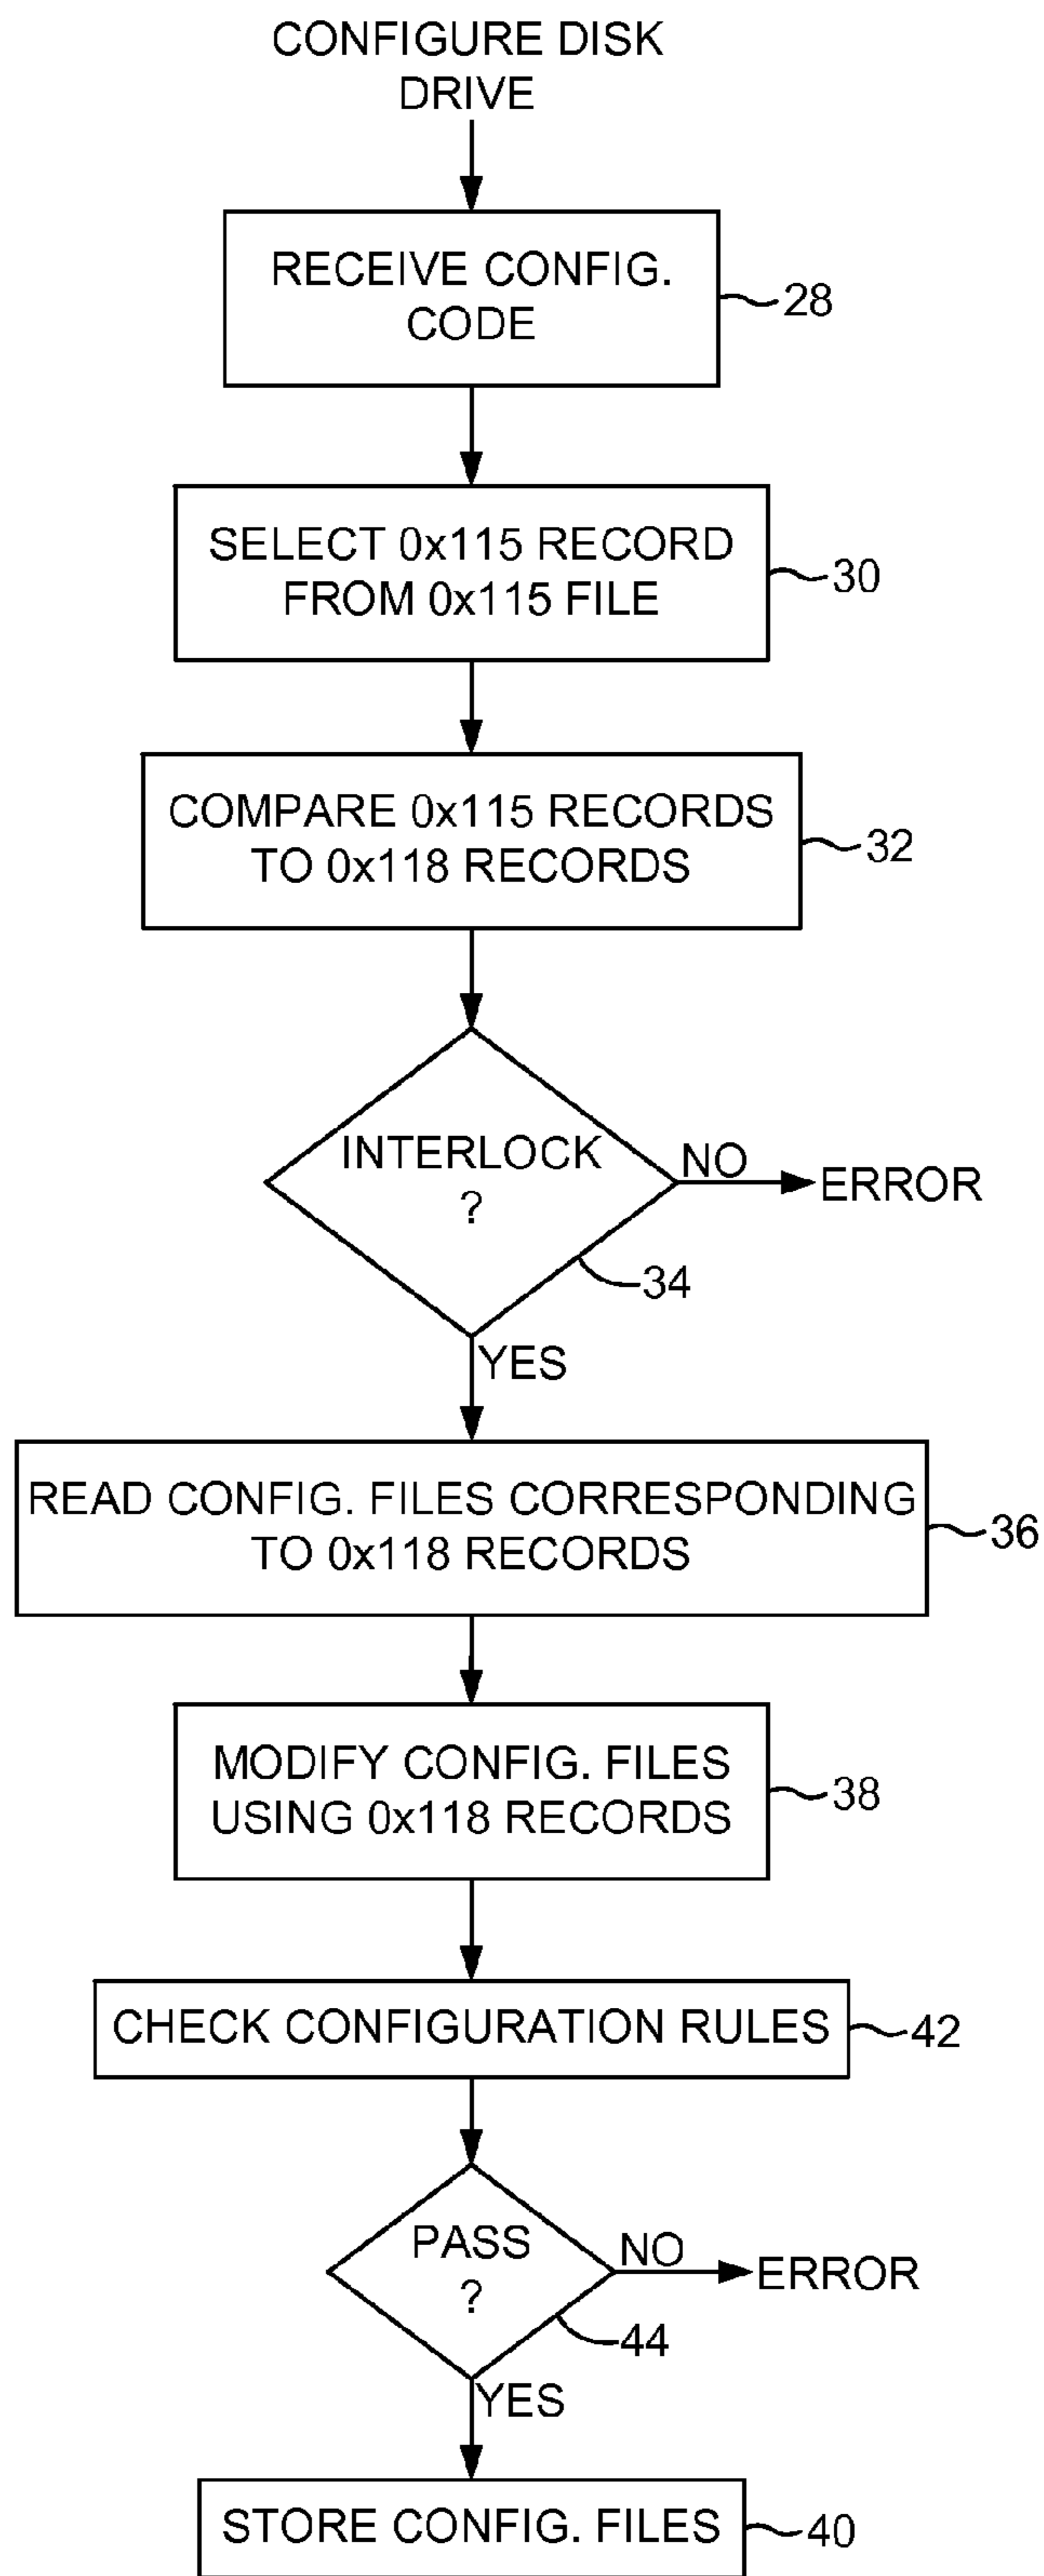 CONFIGURE DISK
DRIVE
RECEIVE CONFIG.
CODE
28
SELECT 0x115 RECORD
FROM 0x115 FILE
30
COMPARE 0x115 RECORDS
TO 0x118 RECORDS
32
INTERLOCK
?
NO
ERROR
34
YES
READ CONFIG. FILES CORRESPONDING
TO 0x118 RECORDS
36
MODIFY CONFIG. FILES
USING 0x118 RECORDS
38
CHECK CONFIGURATION RULES
42
PASS
?
NO
ERROR
44
YES
STORE CONFIG. FILES
40